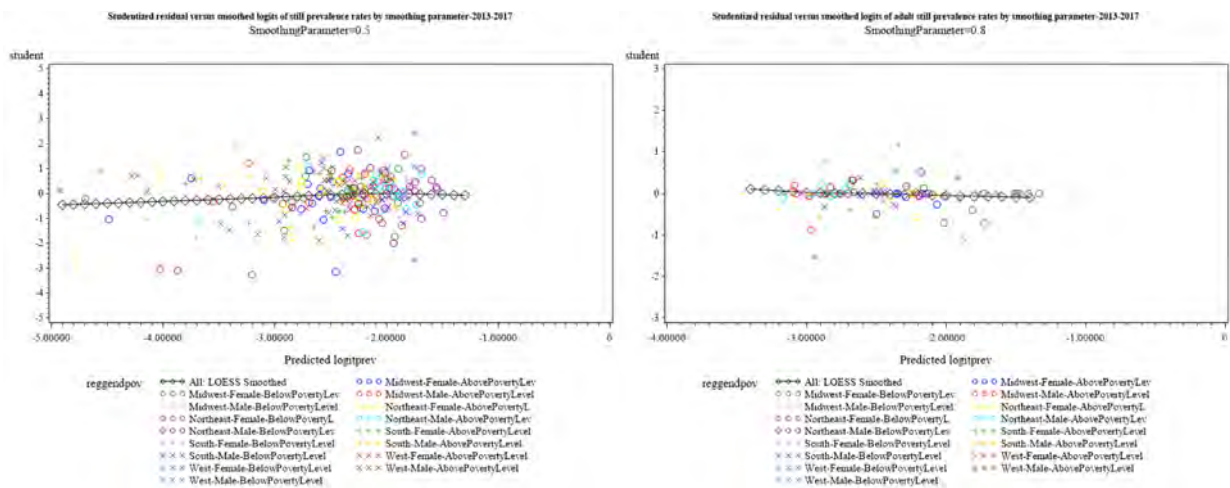 Studentized residual versus smoothed logits of still prevalence rates by smoothing parameter-2013-2017
SmoothingParameter=0.5
student
5
4
3
2
1
0
-1
-2
-3
-4
-5
-5.00000 -4.00000 -3.00000 -2.00000 -1.00000 0
Predicted logitprev
reggendpov
All: LOESS Smoothed
Midwest-Female-AbovePovertyLev
Midwest-Female-BelowPovertyLev
Midwest-Male-AbovePovertyLevel
Midwest-Male-BelowPovertyLevel
Northeast-Female-AbovePovertyL
Northeast-Female-BelowPovertyL
Northeast-Male-AbovePovertyLev
Northeast-Male-BelowPovertyLev
South-Female-AbovePovertyLevel
South-Female-BelowPovertyLevel
South-Male-AbovePovertyLevel
South-Male-BelowPovertyLevel
West-Female-AbovePovertyLevel
West-Female-BelowPovertyLevel
West-Male-AbovePovertyLevel
West-Male-BelowPovertyLevel
Studentized residual versus smoothed logits of adult still prevalence rates by smoothing parameter-2013-2017
SmoothingParameter=0.8
student
3
2
1
0
-1
-2
-3
-4.00000 -3.00000 -2.00000 -1.00000 0
Predicted logitprev
reggendpov
All: LOESS Smoothed
Midwest-Female-AbovePovertyLev
Midwest-Female-BelowPovertyLev
Midwest-Male-AbovePovertyLevel
Midwest-Male-BelowPovertyLevel
Northeast-Female-AbovePovertyL
Northeast-Female-BelowPovertyL
Northeast-Male-AbovePovertyLev
Northeast-Male-BelowPovertyLev
South-Female-AbovePovertyLevel
South-Female-BelowPovertyLevel
South-Male-AbovePovertyLevel
South-Male-BelowPovertyLevel
West-Female-AbovePovertyLevel
West-Female-BelowPovertyLevel
West-Male-AbovePovertyLevel
West-Male-BelowPovertyLevel